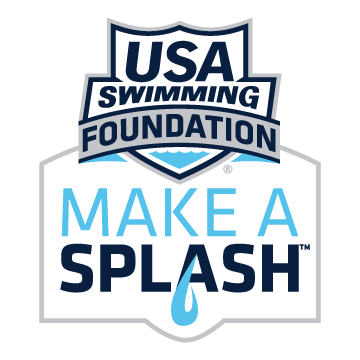 USA
SWIMMING
FOUNDATION
®
MAKE A
SPLASH™